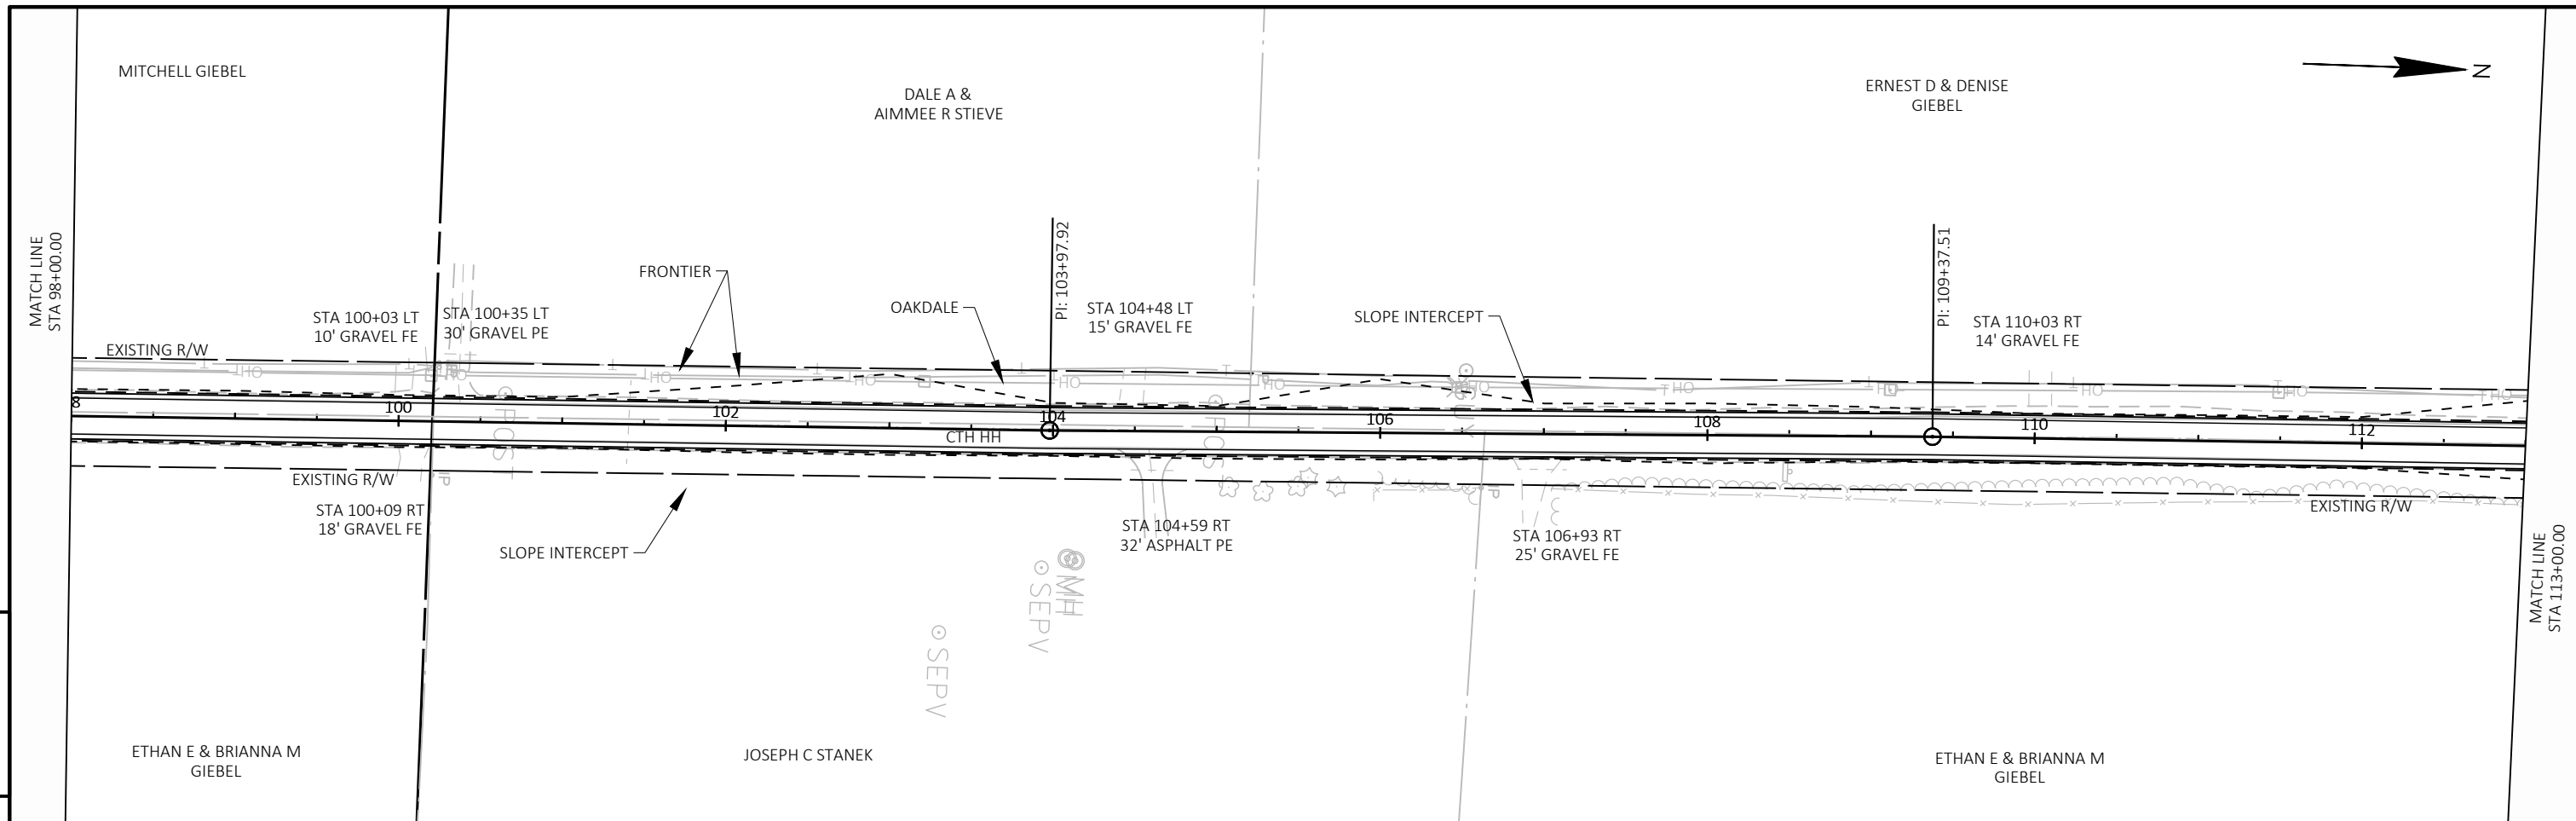 MITCHELL GIEBEL
DALE A &
AIMMEE R STIEVE
ERNEST D & DENISE
GIEBEL
N
MATCH LINE
STA 98+00.00
FRONTIER
OAKDALE
PI: 103+97.92
STA 100+03 LT
10' GRAVEL FE
STA 100+35 LT
30' GRAVEL PE
STA 104+48 LT
15' GRAVEL FE
SLOPE INTERCEPT
PI: 109+37.51
STA 110+03 RT
14' GRAVEL FE
EXISTING R/W
8
100
102
104
106
108
110
112
CTH HH
EXISTING R/W
STA 100+09 RT
18' GRAVEL FE
SLOPE INTERCEPT
STA 104+59 RT
32' ASPHALT PE
STA 106+93 RT
25' GRAVEL FE
EXISTING R/W
MATCH LINE
STA 113+00.00
MH
SEPV
SEPV
ETHAN E & BRIANNA M
GIEBEL
JOSEPH C STANEK
ETHAN E & BRIANNA M
GIEBEL